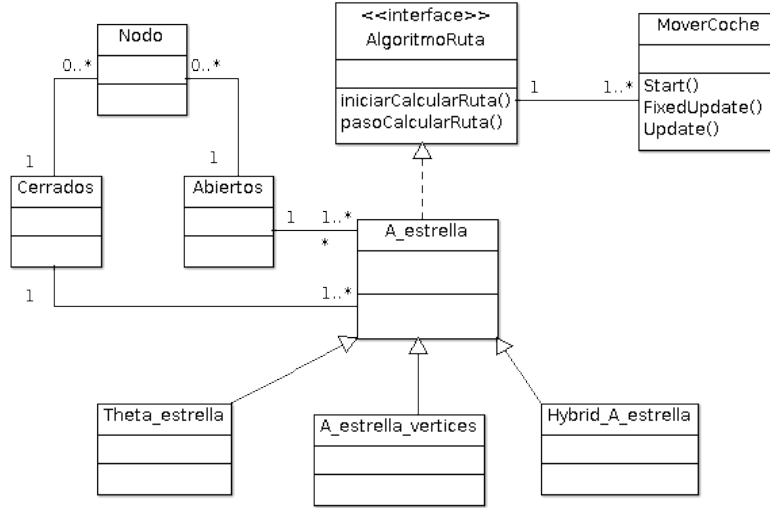 Nodo
<<interface>>
AlgoritmoRuta
MoverCoche
0..*
0..*
iniciarCalcularRuta()
pasoCalcularRuta()
1
1..*
Start()
FixedUpdate()
Update()
1
1
Cerrados
Abiertos
1
1..*
*
A_estrella
1
1..*
Theta_estrella
A_estrella_vertices
Hybrid_A_estrella